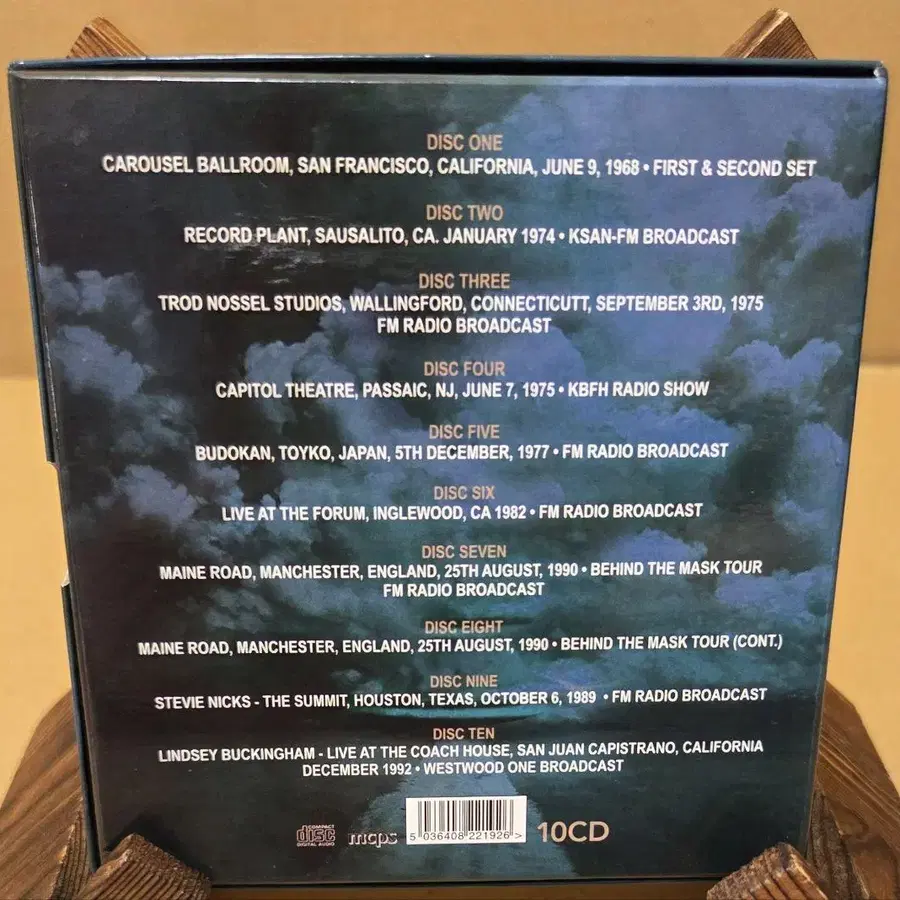 DISC ONE
CAROUSEL BALLROOM, SAN FRANCISCO, CALIFORNIA, JUNE 9, 1968 • FIRST & SECOND SET
DISC TWO
RECORD PLANT, SAUSALITO, CA. JANUARY 1974 • KSAN-FM BROADCAST
DISC THREE
TROD NOSSEL STUDIOS, WALLINGFORD, CONNECTICUTT, SEPTEMBER 3RD, 1975
FM RADIO BROADCAST
DISC FOUR
CAPITOL THEATRE, PASSAIC, NJ, JUNE 7, 1975 • KBFH RADIO SHOW
DISC FIVE
BUDOKAN, TOYKO, JAPAN, 5TH DECEMBER, 1977 • FM RADIO BROADCAST
DISC SIX
LIVE AT THE FORUM, INGLEWOOD, CA 1982 • FM RADIO BROADCAST
DISC SEVEN
MAINE ROAD, MANCHESTER, ENGLAND, 25TH AUGUST, 1990 • BEHIND THE MASK TOUR
FM RADIO BROADCAST
DISC EIGHT
MAINE ROAD, MANCHESTER, ENGLAND, 25TH AUGUST, 1990 • BEHIND THE MASK TOUR (CONT.)
DISC NINE
STEVIE NICKS - THE SUMMIT, HOUSTON, TEXAS, OCTOBER 6, 1989 • FM RADIO BROADCAST
DISC TEN
LINDSEY BUCKINGHAM - LIVE AT THE COACH HOUSE, SAN JUAN CAPISTRANO, CALIFORNIA
DECEMBER 1992 • WESTWOOD ONE BROADCAST
COMPACT
disc
DIGITAL AUDIO
mcps
5 036408 221926 >
10CD